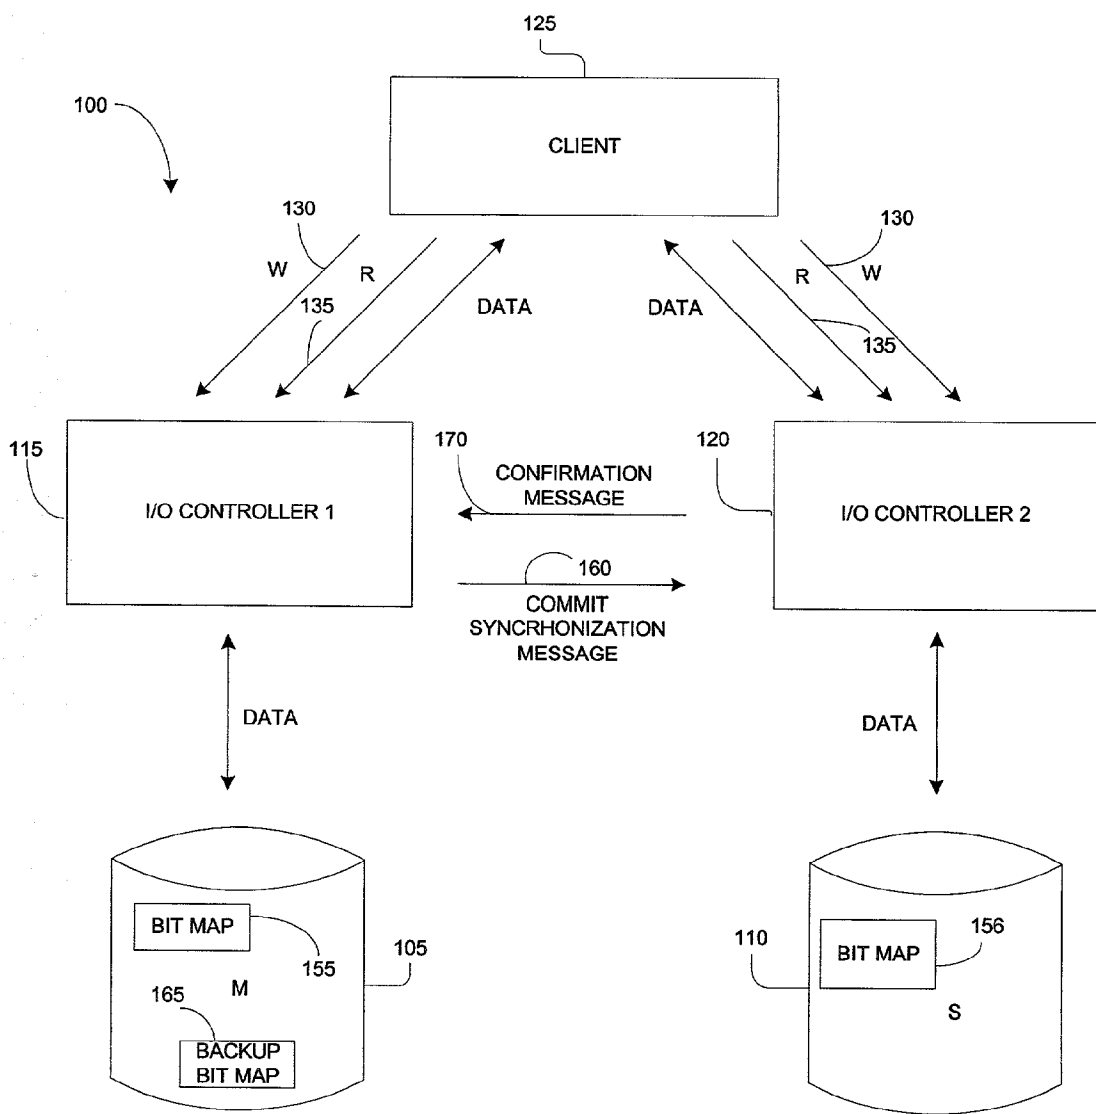 125
100
CLIENT
130
130
W
R
R
W
135
DATA
DATA
135
115
170
120
CONFIRMATION
MESSAGE
I/O CONTROLLER 1
I/O CONTROLLER 2
160
COMMIT
SYNCRHONIZATION
MESSAGE
DATA
DATA
BIT MAP
155
105
M
165
BACKUP
BIT MAP
110
BIT MAP
156
S